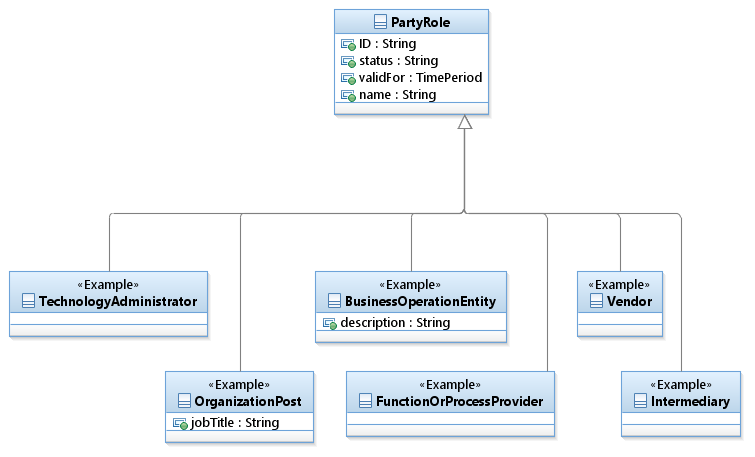 PartyRole
ID : String
status : String
validFor : TimePeriod
name : String
«Example»
TechnologyAdministrator
«Example»
BusinessOperationEntity
description : String
«Example»
Vendor
«Example»
OrganizationPost
jobTitle : String
«Example»
FunctionOrProcessProvider
«Example»
Intermediary